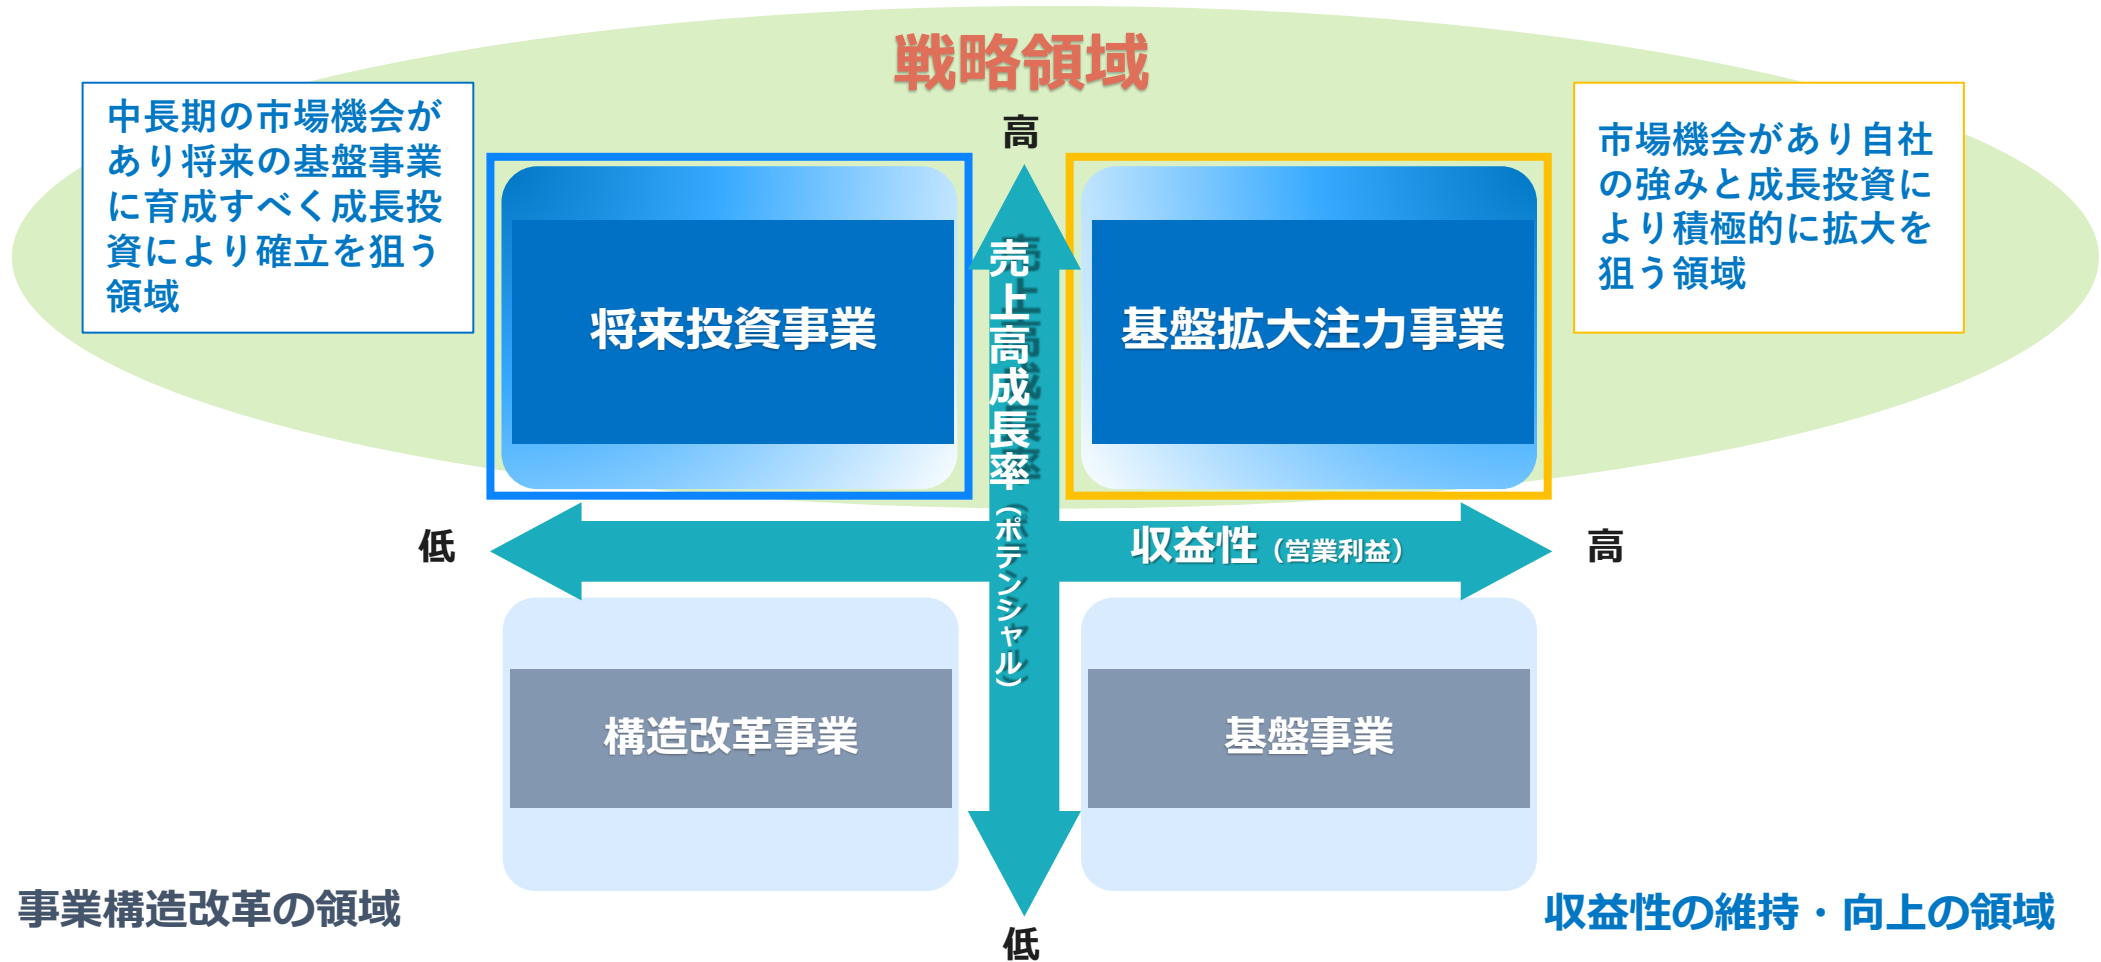 戦略領域
中長期の市場機会が
あり将来の基盤事業
に育成すべく成長投
資により確立を狙う
領域
高
市場機会があり自社
の強みと成長投資に
より積極的に拡大を
狙う領域
将来投資事業
売上高成長率（ポテンシャル）
基盤拡大注力事業
低
収益性（営業利益）
高
構造改革事業
基盤事業
事業構造改革の領域
低
収益性の維持・向上の領域